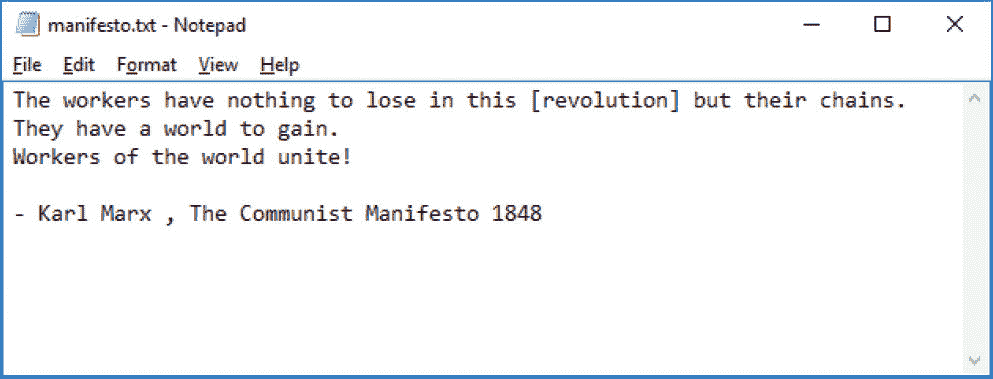 manifesto.txt - Notepad
File Edit Format View Help
The workers have nothing to lose in this [revolution] but their chains.
They have a world to gain.
Workers of the world unite!
- Karl Marx , The Communist Manifesto 1848